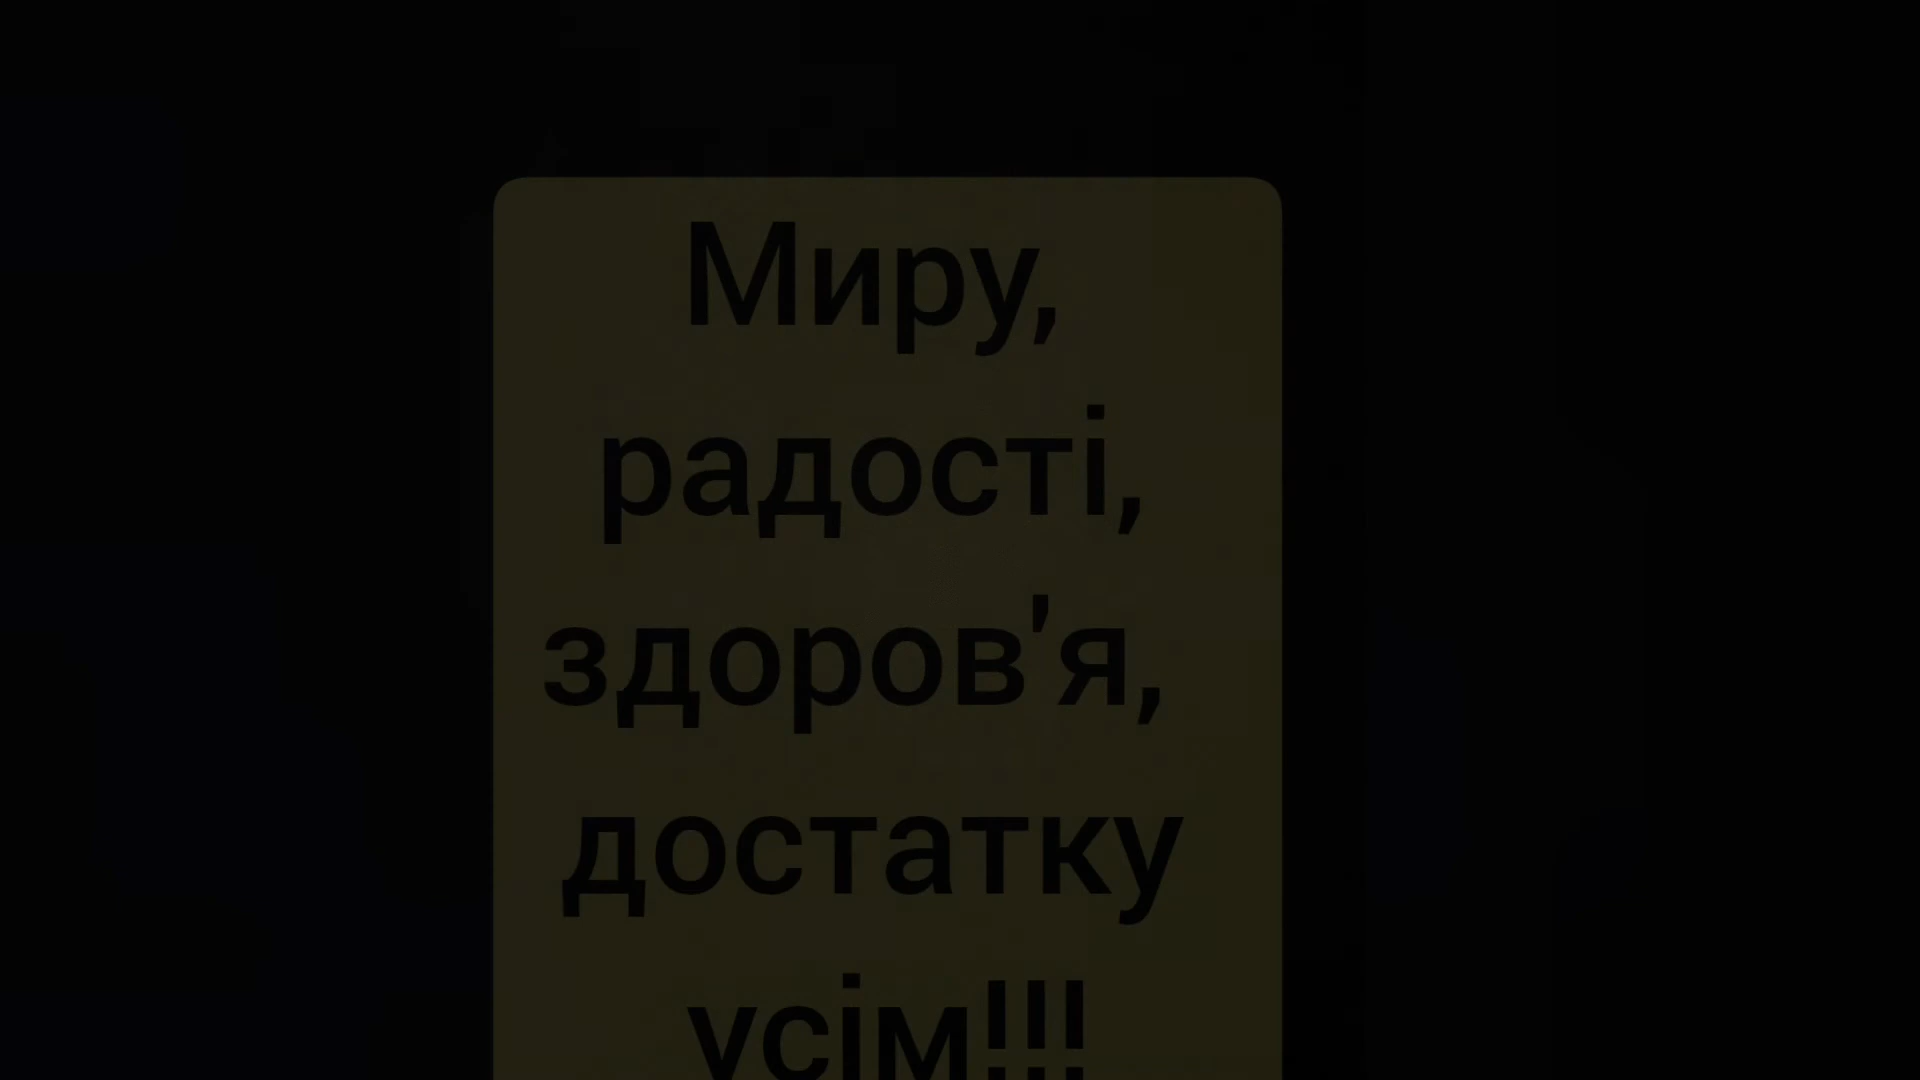 Миру,
радості,
здоров'я,
достатку
усім!!!